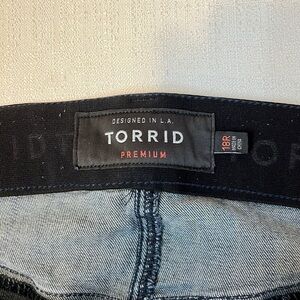 DESIGNED IN L.A.
TORRID
PREMIUM
18R